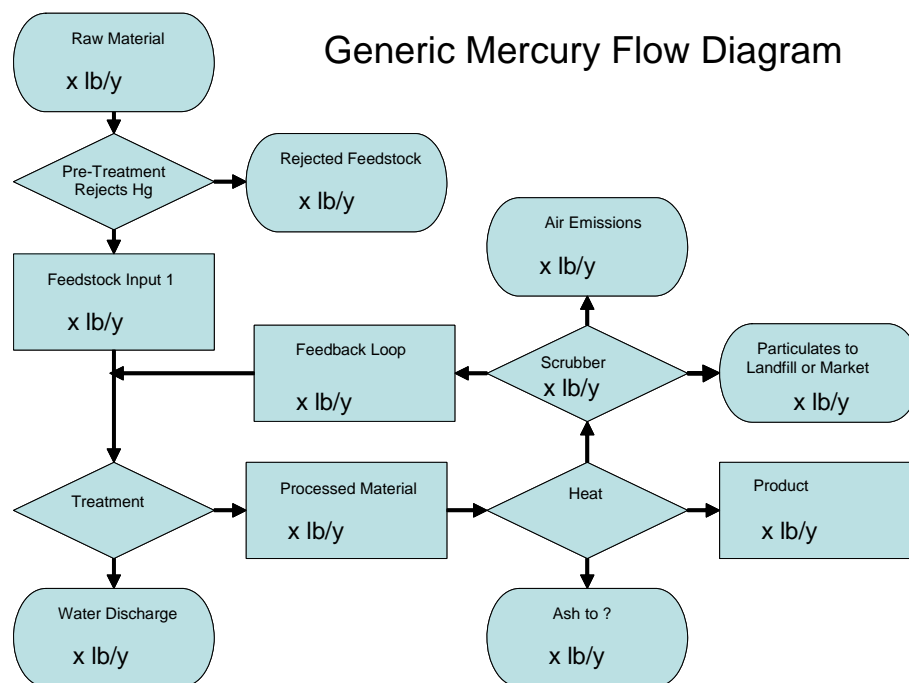 Generic Mercury Flow Diagram
Raw Material
x lb/y
Pre-Treatment
Rejects Hg
Rejected Feedstock
x lb/y
Air Emissions
x lb/y
Feedstock Input 1
x lb/y
Feedback Loop
x lb/y
Scrubber
x lb/y
Particulates to
Landfill or Market
x lb/y
Treatment
Processed Material
x lb/y
Heat
Product
x lb/y
Water Discharge
x lb/y
Ash to ?
x lb/y